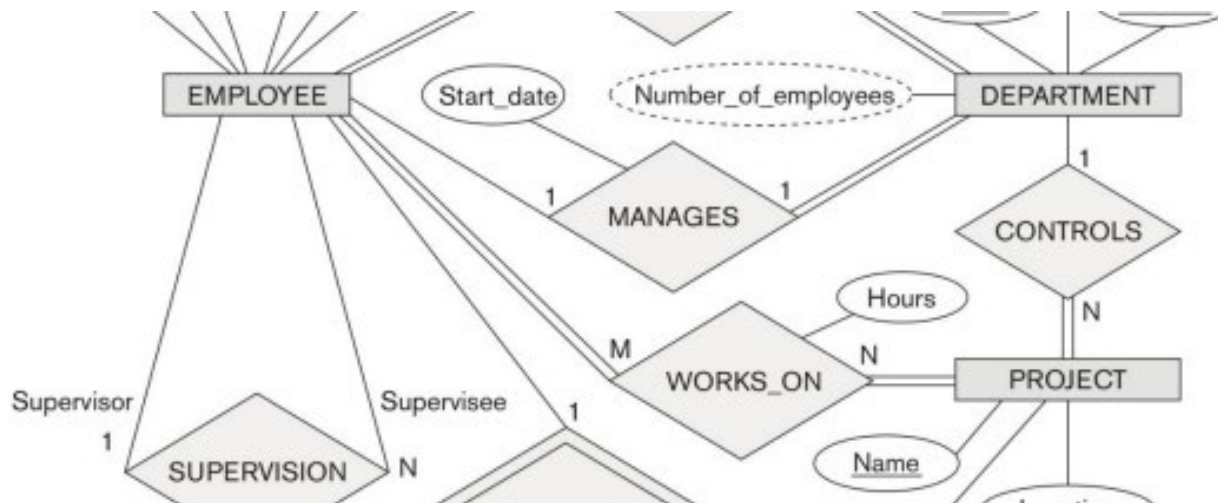 EMPLOYEE
Start_date
Number_of_employees
DEPARTMENT
1
1
MANAGES
1
CONTROLS
N
Hours
M
N
WORKS_ON
PROJECT
Supervisor
Supervisee
1
1
SUPERVISION
N
Name